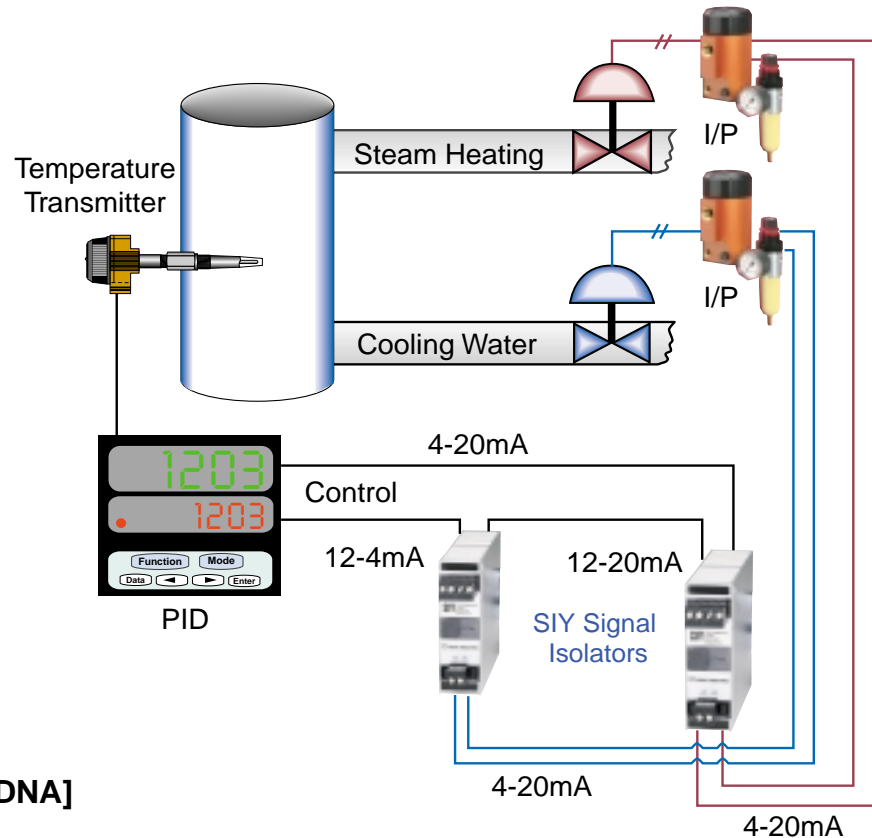 I/P
Steam Heating
Temperature
Transmitter
I/P
Cooling Water
1203
4-20mA
1203
Control
Function Mode
Data Enter
12-4mA
12-20mA
PID
SIY Signal
Isolators
4-20mA
DNA]
4-20mA